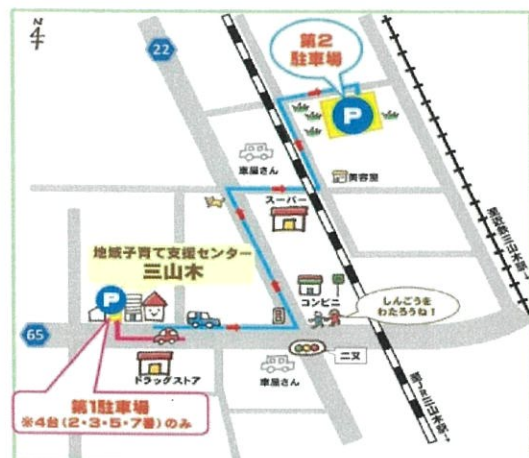 N
22
第2
駐車場
P
車屋さん
美容室
スーパー
至近鉄三山木駅→
地域子育て支援センター
三山木
P
コンビニ
しんごうを
わたろうね！
65
二又
ドラッグストア
車屋さん
至JR三山木駅→
第1駐車場
※4台(2・3・5・7番)のみ